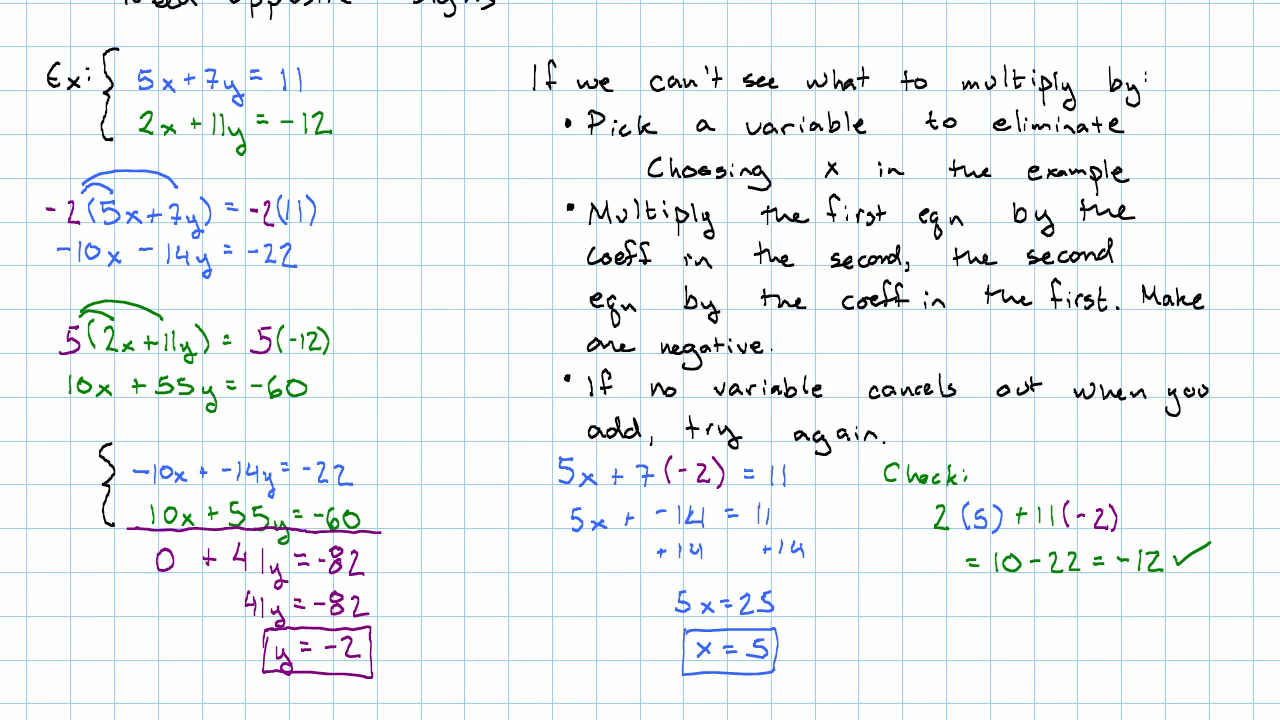 need opposite signs
Ex: { 5x + 7y = 11
2x + 11y = -12
-2(5x + 7y) = -2(11)
-10x - 14y = -22
5(2x + 11y) = 5(-12)
10x + 55y = -60
{ -10x + -14y = -22
10x + 55y = -60
0 + 41y = -82
41y = -82
y = -2
If we can't see what to multiply by:
• Pick a variable to eliminate
Choosing x in the example
• Multiply the first eqn by the
coeff in the second, the second
eqn by the coeff in the first. Make
one negative.
• If no variable cancels out when you
add, try again.
5x + 7(-2) = 11
5x + -14 = 11
+14 +14
5x = 25
x = 5
Check:
2(5) + 11(-2)
= 10 - 22 = -12 ✓